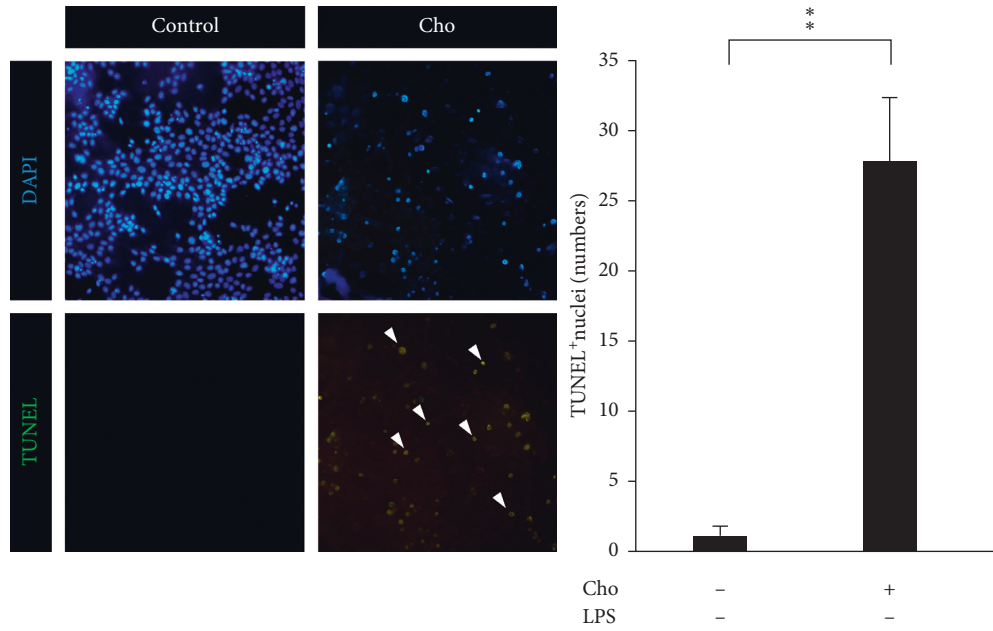 Control
Cho
DAPI
TUNEL
**
TUNEL+nuclei (numbers)
35
30
25
20
15
10
5
0
Cho – +
LPS – –